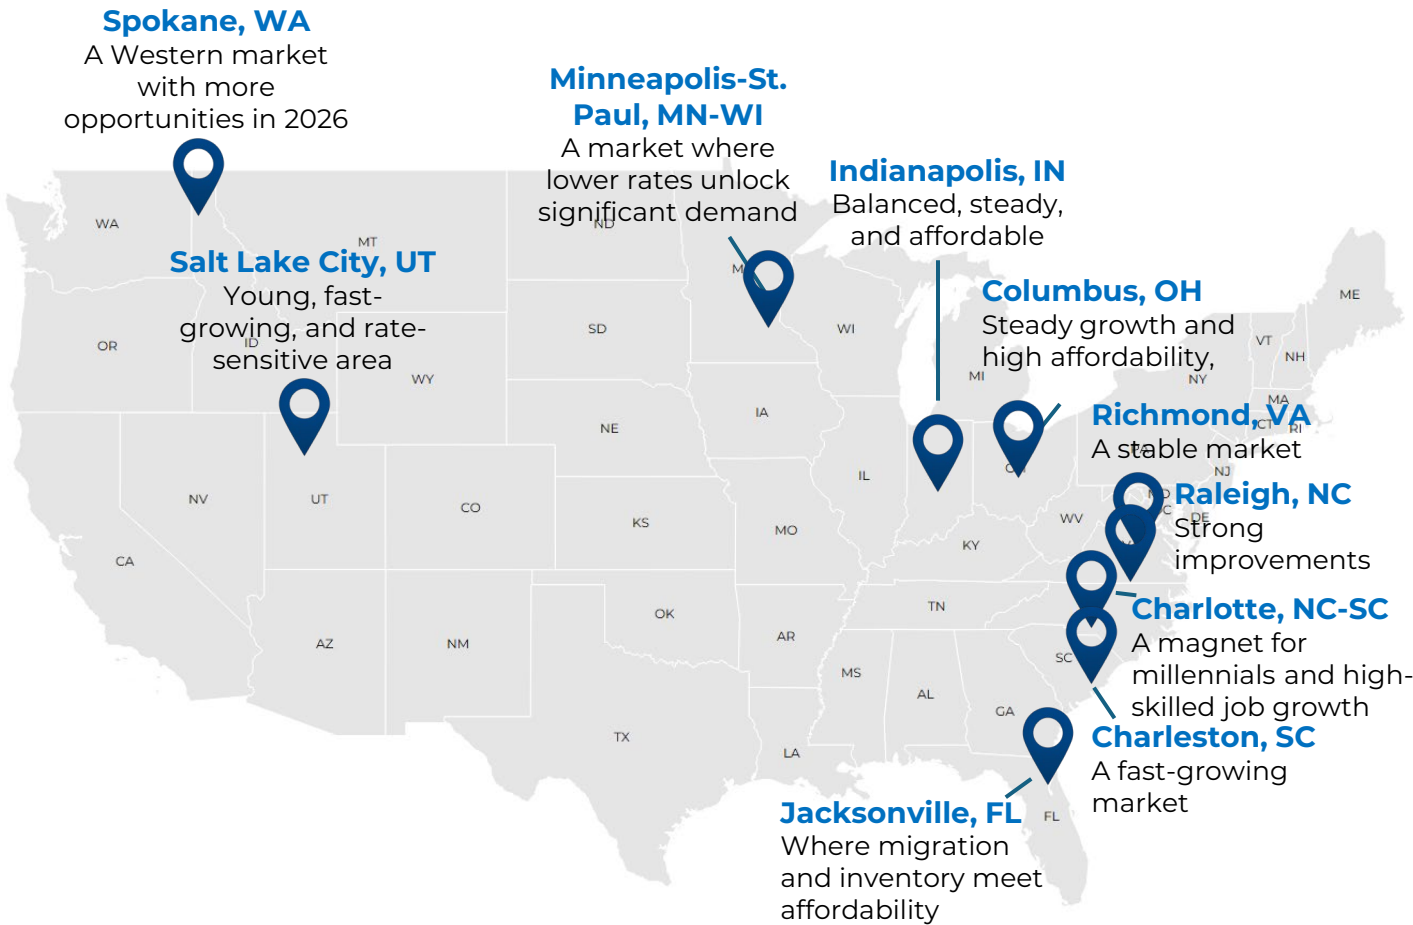 Spokane, WA
A Western market
with more
opportunities in 2026
Minneapolis-St.
Paul, MN-WI
A market where
lower rates unlock
significant demand
Indianapolis, IN
Balanced, steady,
and affordable
Salt Lake City, UT
Young, fast-
growing, and rate-
sensitive area
Columbus, OH
Steady growth and
high affordability,
Richmond, VA
A stable market
Raleigh, NC
Strong
improvements
Charlotte, NC-SC
A magnet for
millennials and high-
skilled job growth
Charleston, SC
A fast-growing
market
Jacksonville, FL
Where migration
and inventory meet
affordability
WA
MT
ND
ME
OR
ID
SD
WI
VT
NH
WY
MI
NY
MA
IA
CT
RI
NE
PA
IL
NJ
NV
UT
CO
KS
MO
WV
DE
CA
KY
TN
OK
AR
AZ
NM
MS
AL
SC
GA
TX
LA
FL